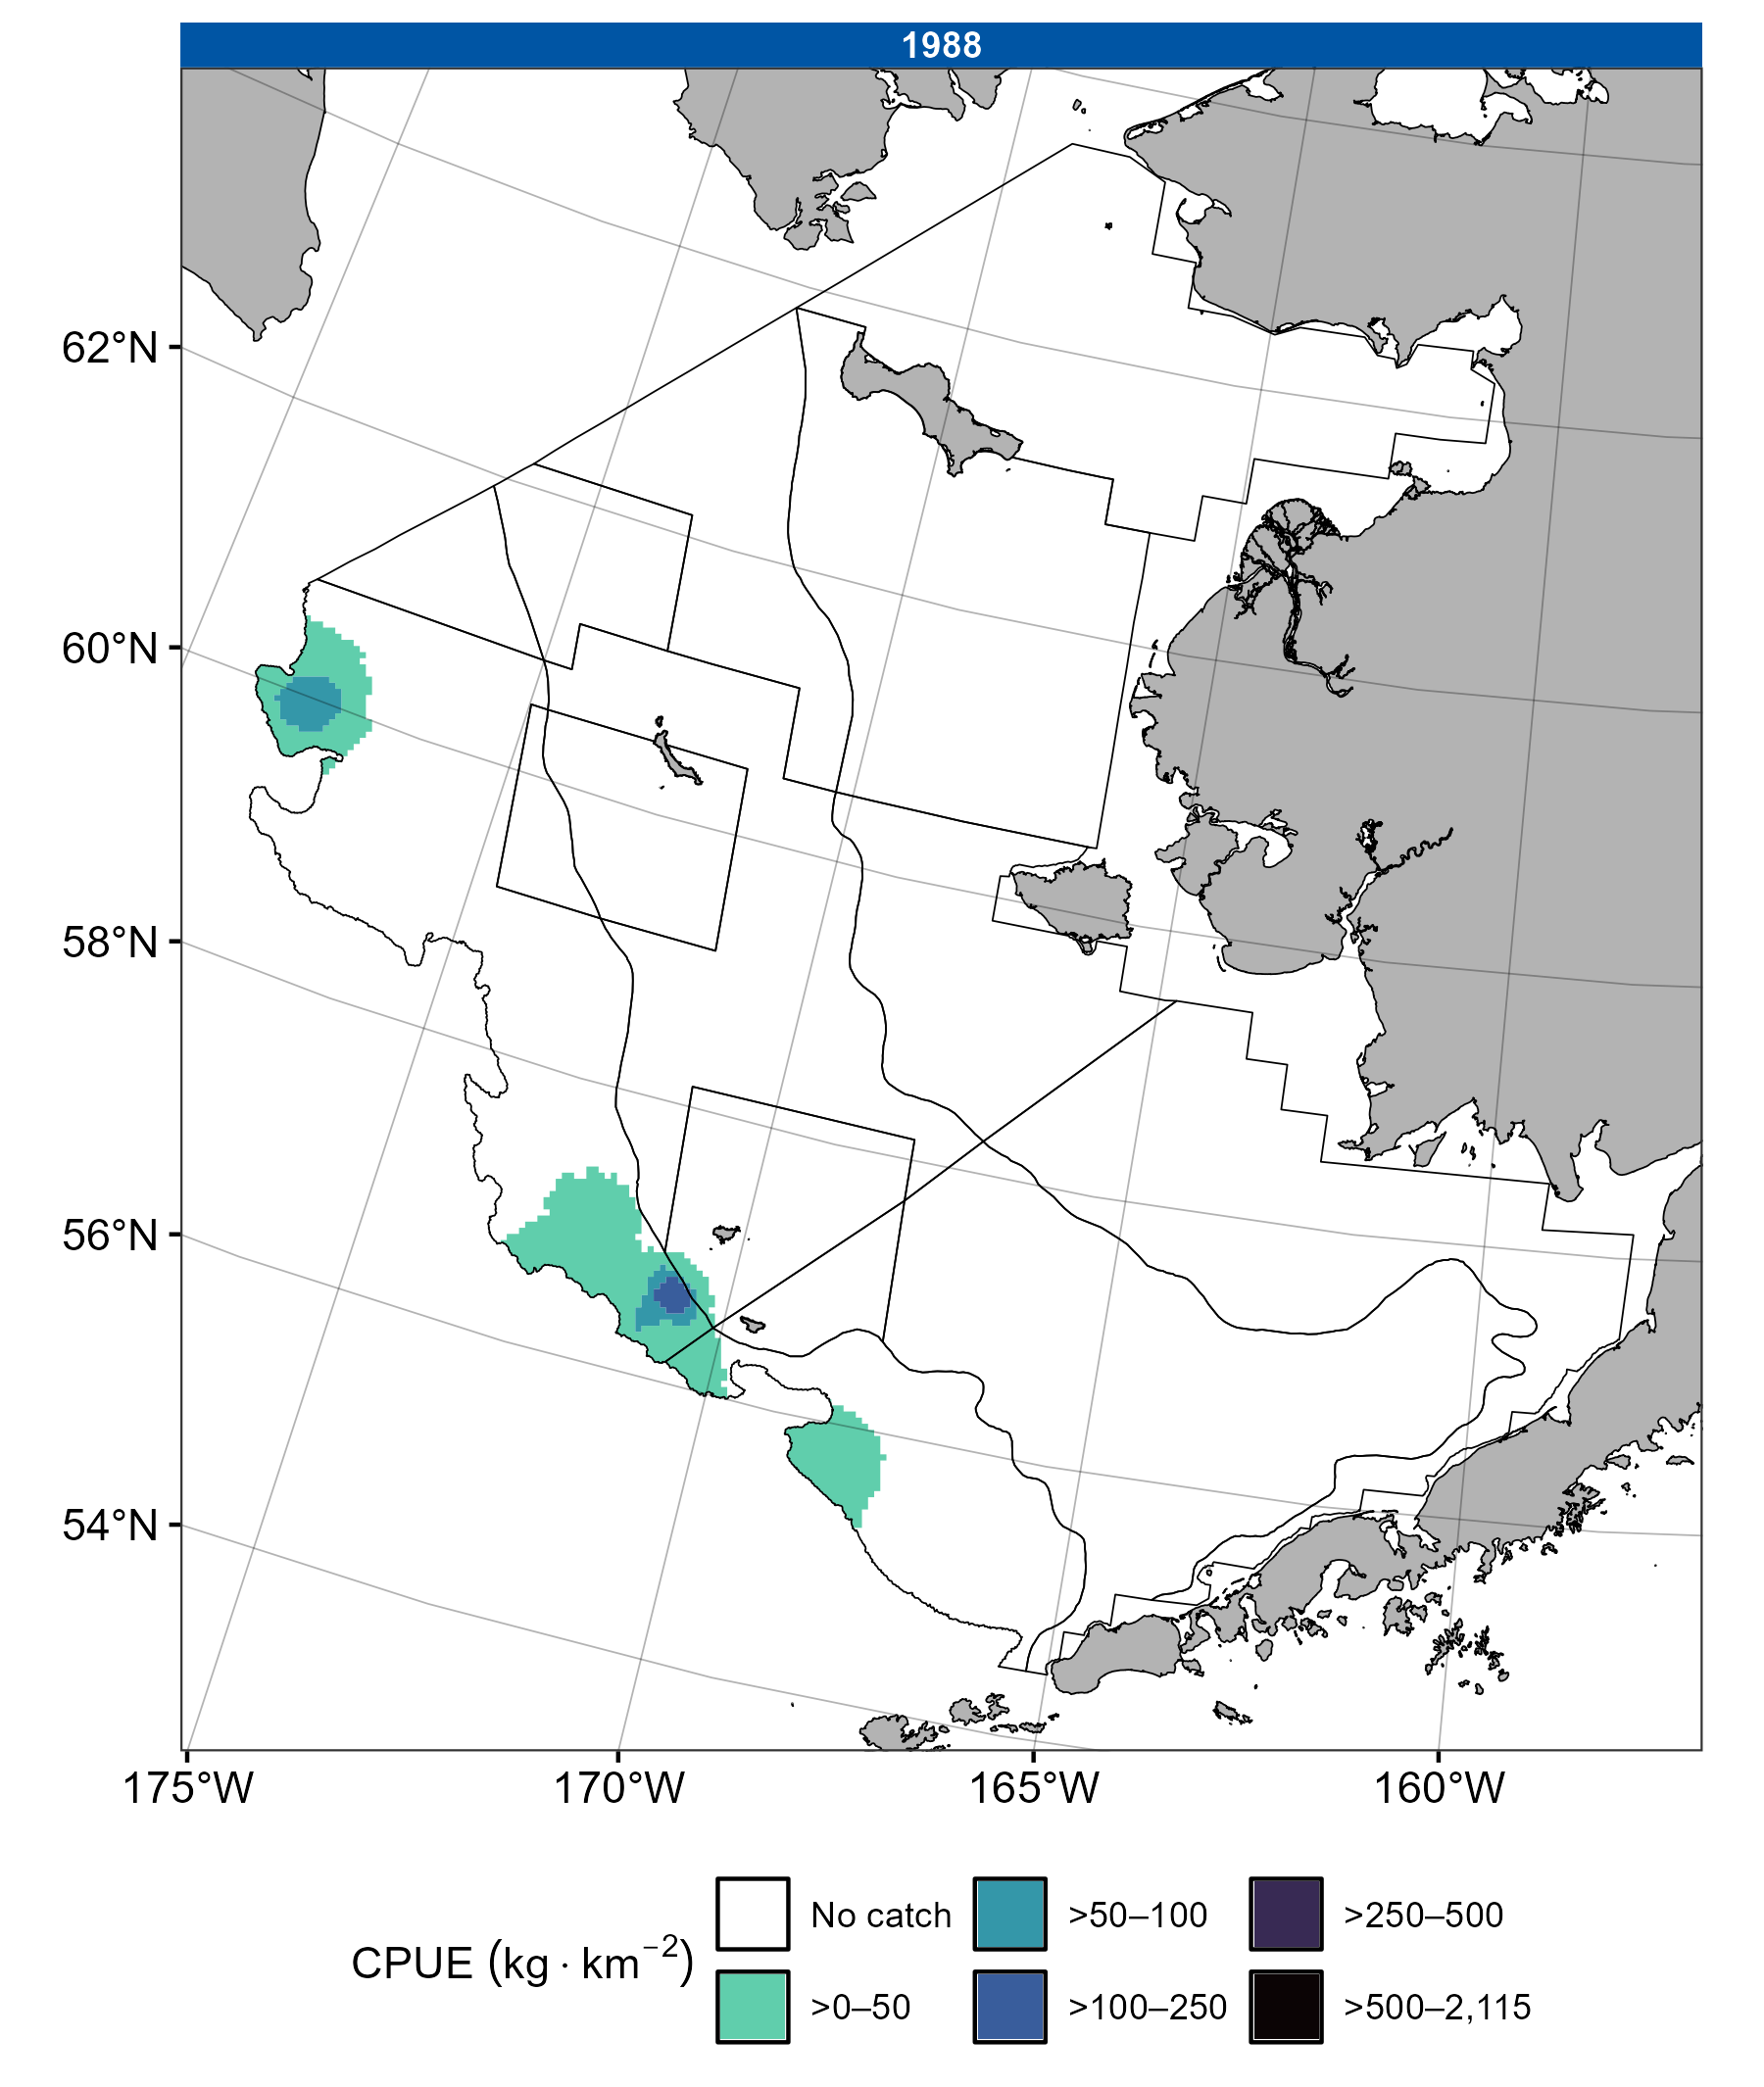 1988
62°N
60°N
58°N
56°N
54°N
175°W 170°W 165°W 160°W
CPUE (kg · km⁻²)
No catch >50–100 >250–500
>0–50 >100–250 >500–2,115